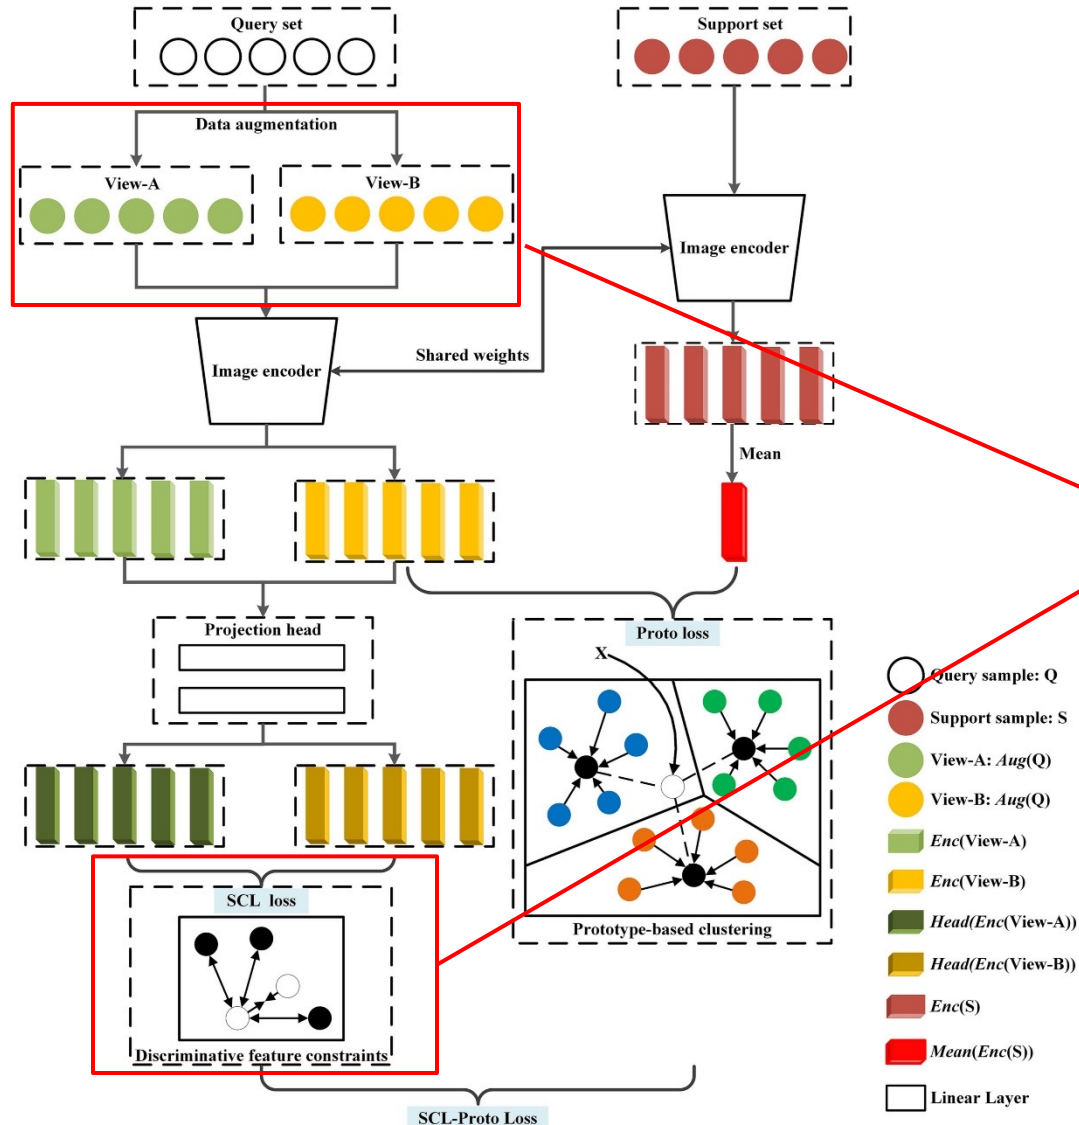 Query set
Support set
Data augmentation
View-A
View-B
Image encoder
Image encoder
Shared weights
Mean
Projection head
Proto loss
X
Query sample: Q
Support sample: S
View-A: Aug(Q)
View-B: Aug(Q)
Enc(View-A)
Enc(View-B)
Head(Enc(View-A))
Head(Enc(View-B))
Enc(S)
Mean(Enc(S))
Linear Layer
SCL loss
Prototype-based clustering
Discriminative feature constraints
SCL-Proto Loss